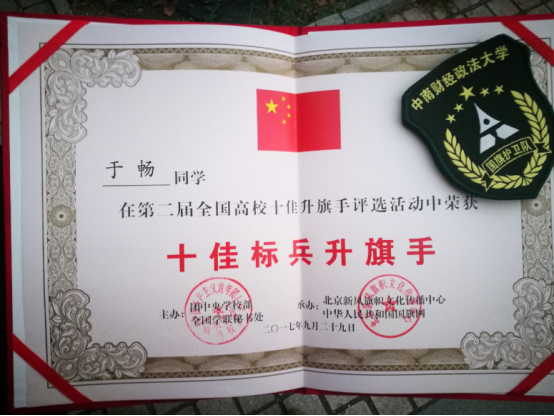 中南财经政法大学
国旗护卫队
于畅 同学
在第二届全国高校十佳升旗手评选活动中荣获
十佳标兵升旗手
主办：团中央学校部
全国学联秘书处
承办：北京新风旗帜文化传播中心
中华人民共和国国旗网
二〇一七年九月二十九日